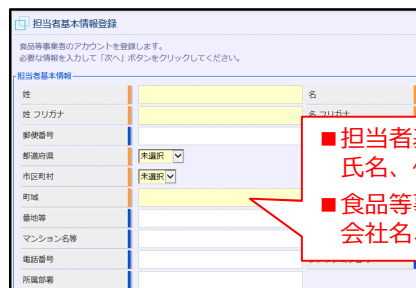 担当者基本情報登録
食品等事業者のアカウントを登録します。
必要な情報を入力して「次へ」ボタンをクリックしてください。
担当者基本情報
姓
名
姓 フリガナ
名 フリガナ
郵便番号
都道府県 未選択
市区町村 未選択
町域
番地等
マンション名等
電話番号
所属部署
■担当者
氏名、
■食品等
会社名